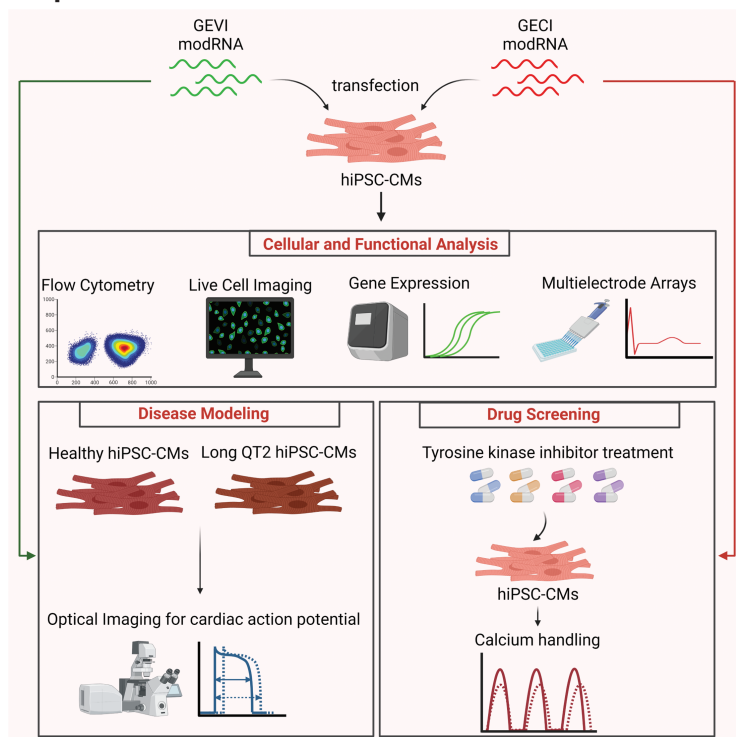 GEVI
modRNA
GECI
modRNA
transfection
hiPSC-CMs
Cellular and Functional Analysis
Flow Cytometry
Live Cell Imaging
Gene Expression
Multielectrode Arrays
1000
800
600
400
200
0
0 200 400 600 800 1000
Disease Modeling
Healthy hiPSC-CMs
Long QT2 hiPSC-CMs
Optical Imaging for cardiac action potential
Drug Screening
Tyrosine kinase inhibitor treatment
hiPSC-CMs
Calcium handling